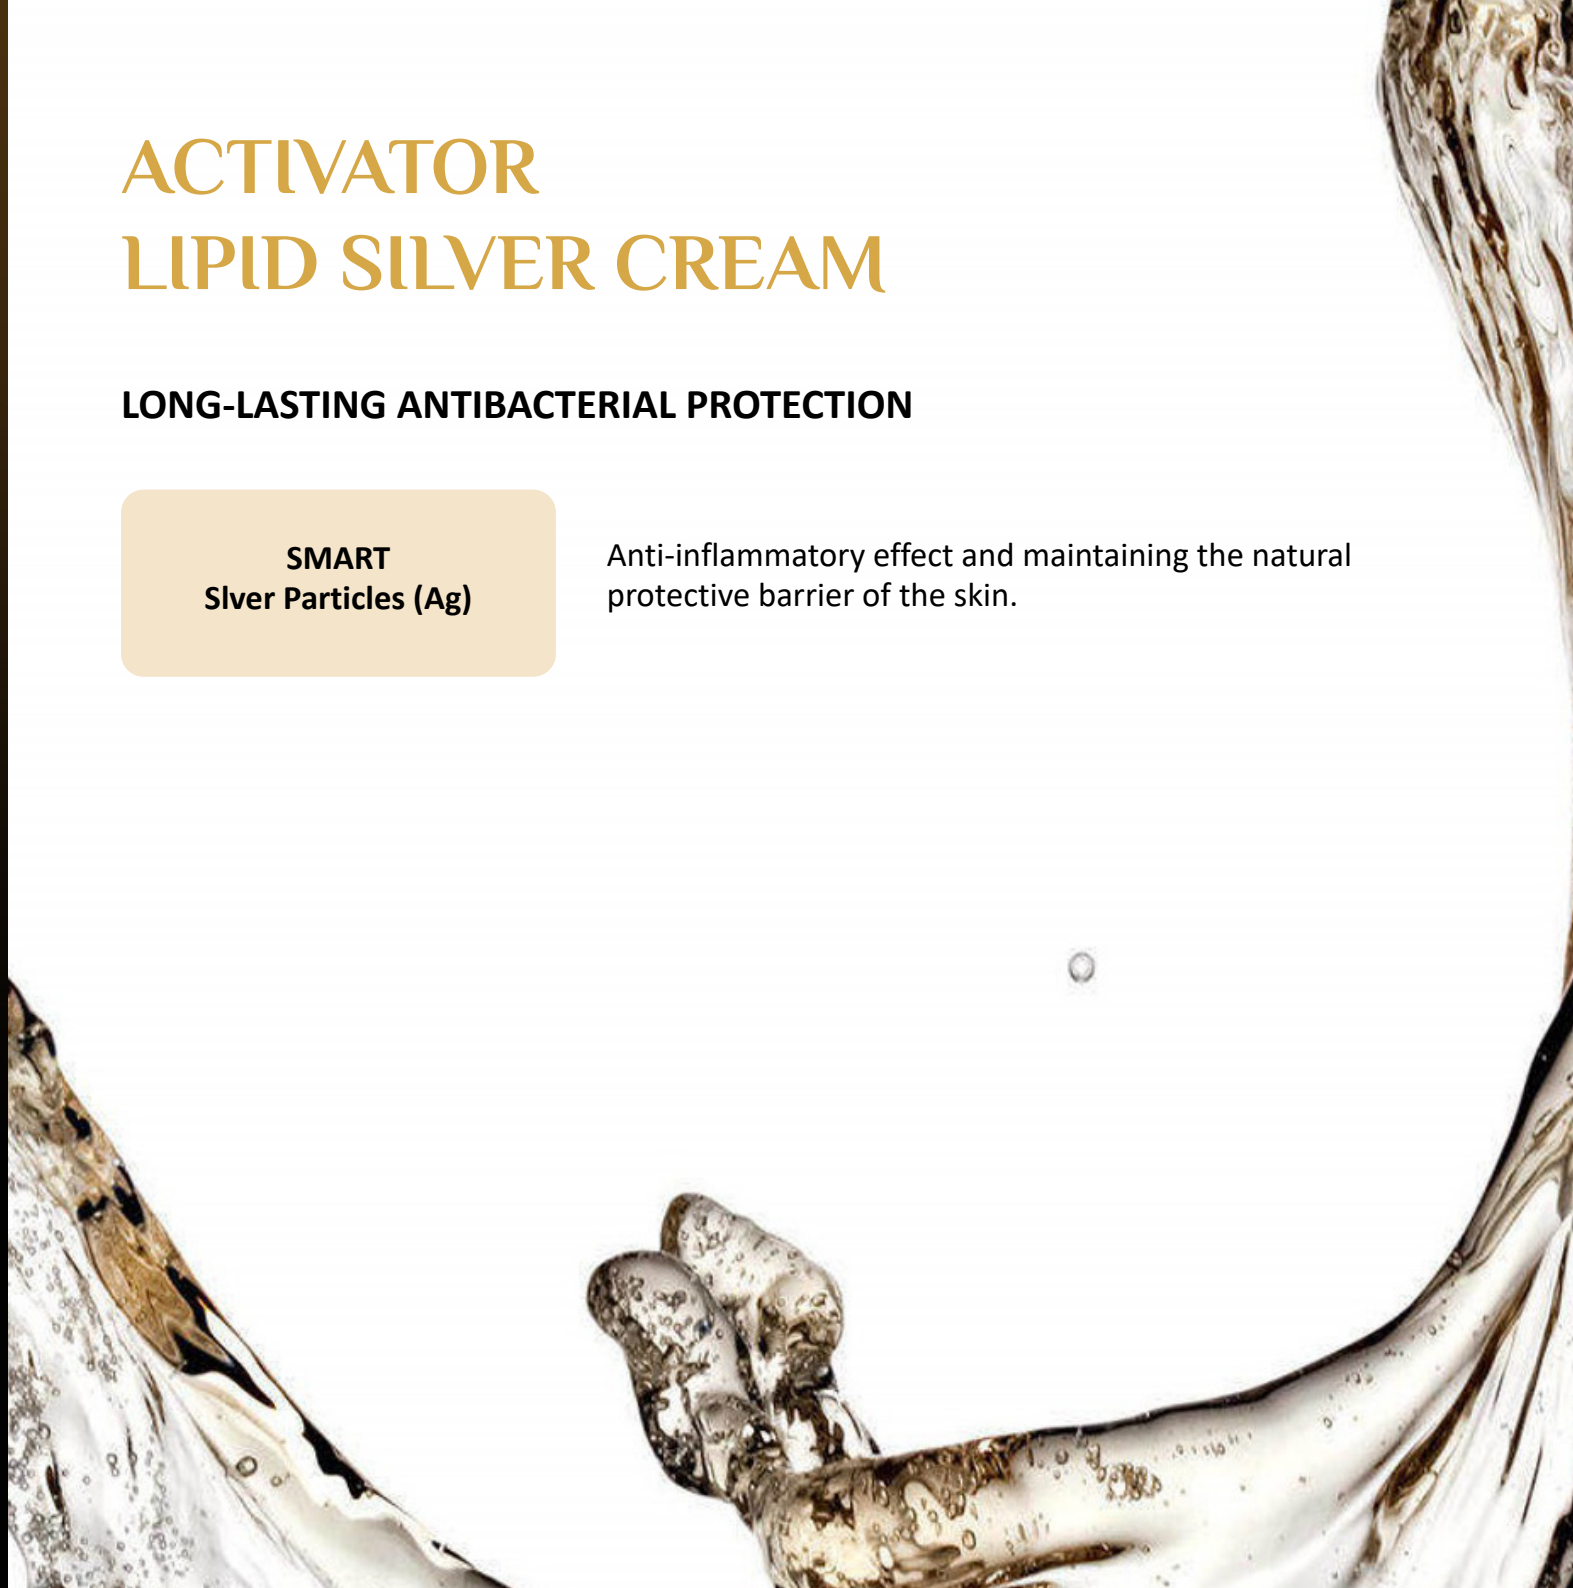 ACTIVATOR
LIPID SILVER CREAM
LONG-LASTING ANTIBACTERIAL PROTECTION
SMART
Slver Particles (Ag)
Anti-inflammatory effect and maintaining the natural
protective barrier of the skin.